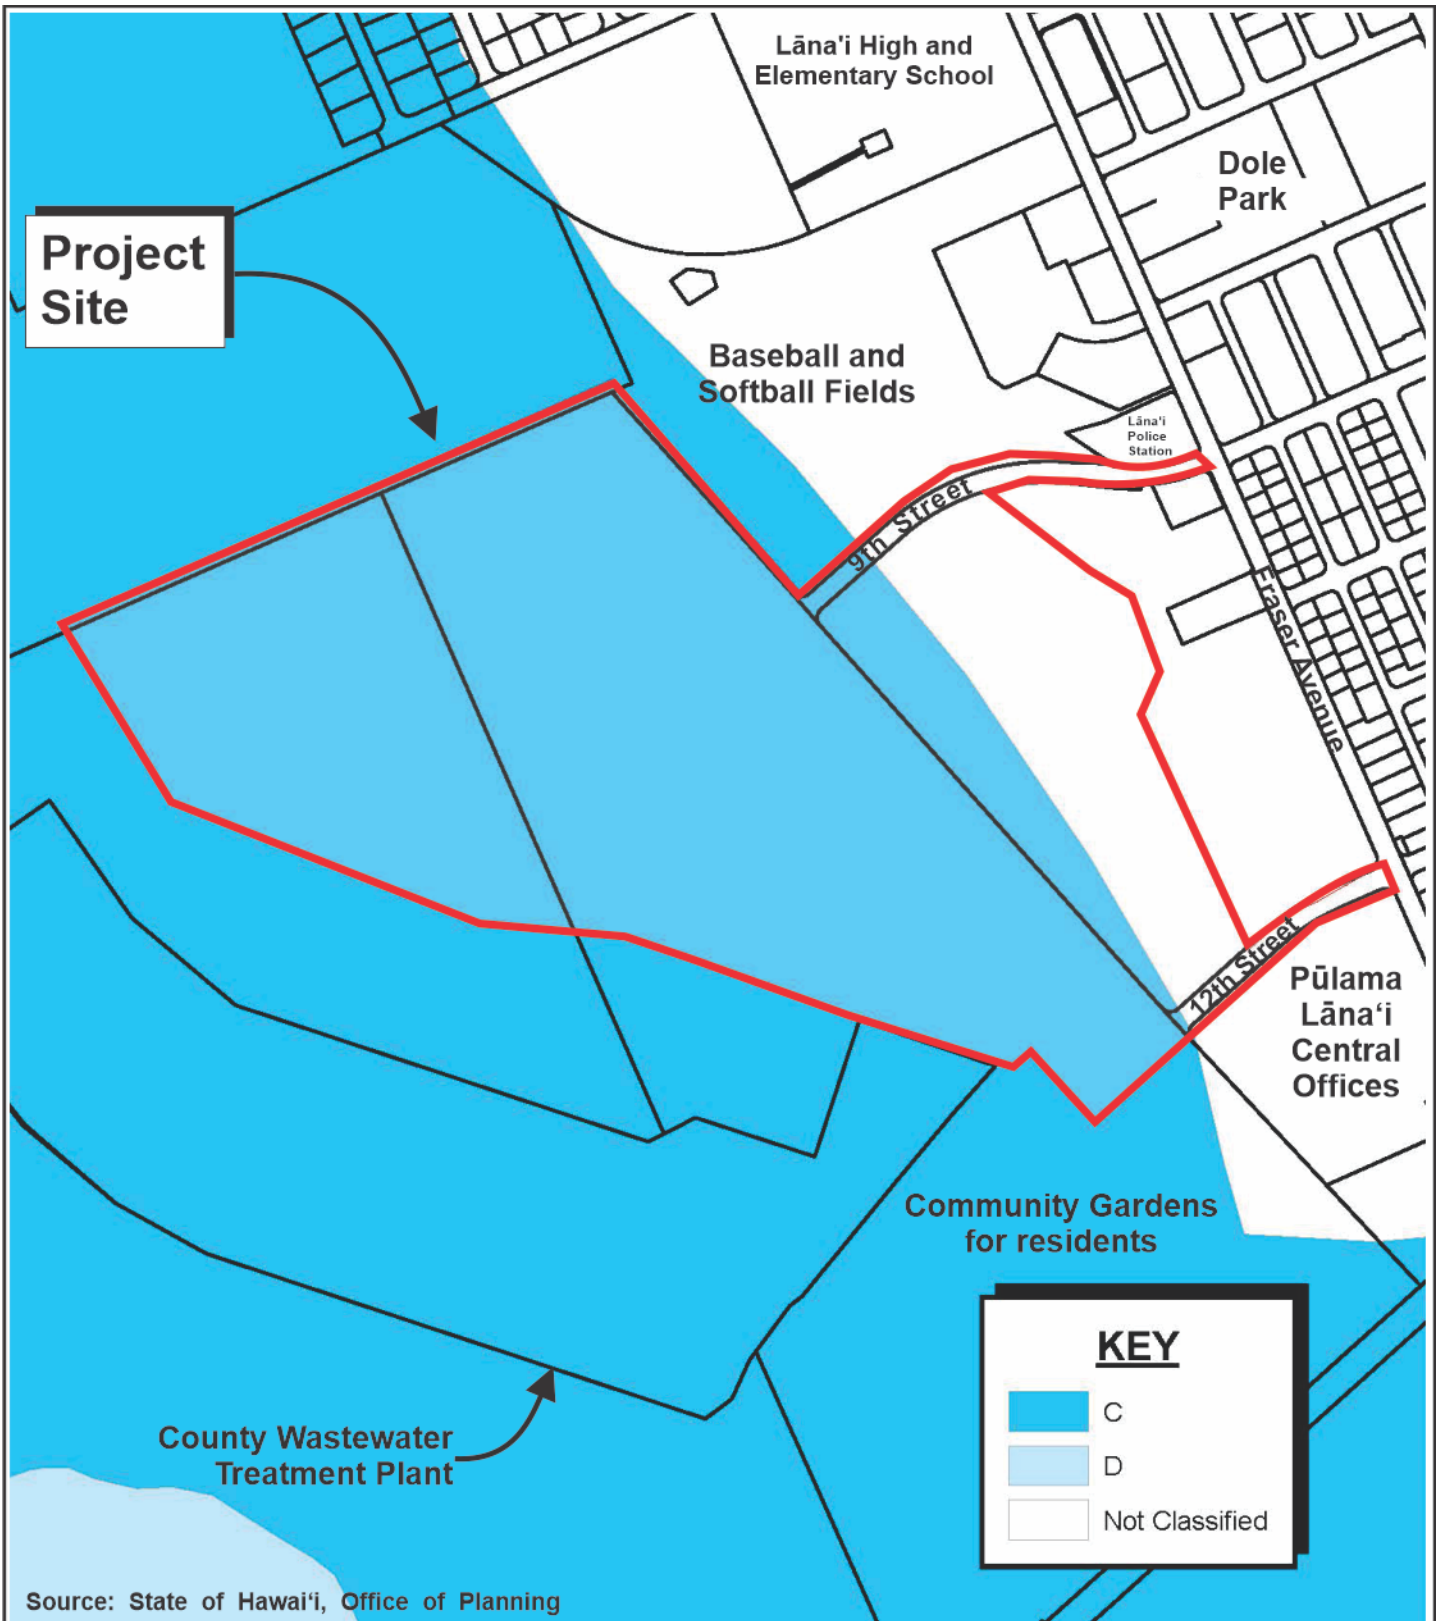 Lāna'i High and
Elementary School
Dole
Park
Project
Site
Baseball and
Softball Fields
Lāna'i
Police
Station
9th Street
Fraser Avenue
12th Street
Pūlama
Lāna‘i
Central
Offices
Community Gardens
for residents
KEY
C
D
Not Classified
County Wastewater
Treatment Plant
Source: State of Hawai‘i, Office of Planning